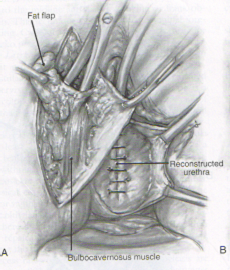 Fat flap
Reconstructed
urethra
Bulbocavernosus muscle
A
B